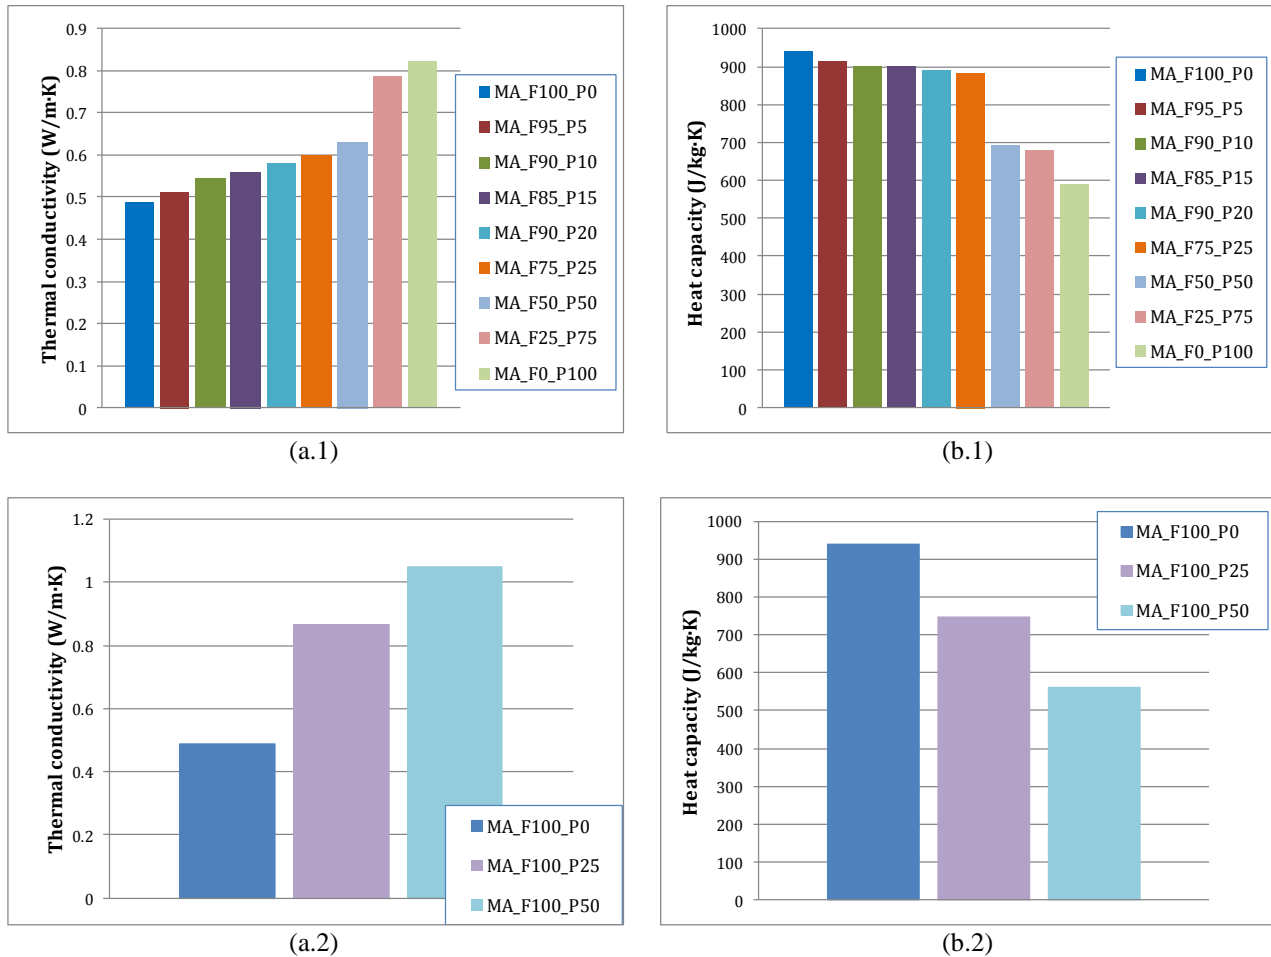 Thermal conductivity (W/m·K)
0.9
0.8
0.7
0.6
0.5
0.4
0.3
0.2
0.1
0
MA_F100_P0
MA_F95_P5
MA_F90_P10
MA_F85_P15
MA_F90_P20
MA_F75_P25
MA_F50_P50
MA_F25_P75
MA_F0_P100
(a.1)
Heat capacity (J/kg·K)
1000
900
800
700
600
500
400
300
200
100
0
MA_F100_P0
MA_F95_P5
MA_F90_P10
MA_F85_P15
MA_F90_P20
MA_F75_P25
MA_F50_P50
MA_F25_P75
MA_F0_P100
(b.1)
Thermal conductivity (W/m·K)
1.2
1
0.8
0.6
0.4
0.2
0
MA_F100_P0
MA_F100_P25
MA_F100_P50
(a.2)
Heat capacity (J/kg·K)
1000
900
800
700
600
500
400
300
200
100
0
MA_F100_P0
MA_F100_P25
MA_F100_P50
(b.2)